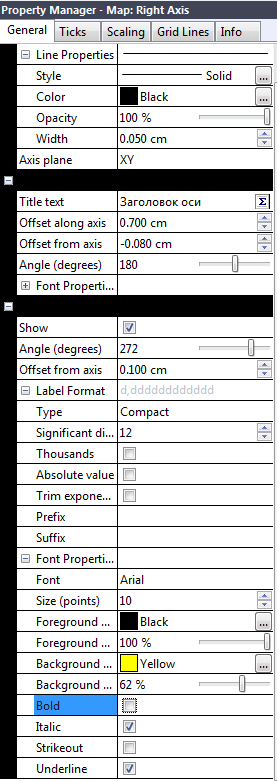 Property Manager - Map: Right Axis
General Ticks Scaling Grid Lines Info
Line Properties
Style Solid ...
Color Black ...
Opacity 100 %
Width 0.050 cm
Axis plane XY
Title text Заголовок оси Σ
Offset along axis 0.700 cm
Offset from axis -0.080 cm
Angle (degrees) 180
Font Properti...
Show
Angle (degrees) 272
Offset from axis 0.100 cm
Label Format d,dddddddddddd
Type Compact
Significant di... 12
Thousands
Absolute value
Trim expone...
Prefix
Suffix
Font Properti...
Font Arial
Size (points) 10
Foreground ... Black ...
Foreground ... 100 %
Background ... Yellow ...
Background ... 62 %
Bold
Italic
Strikeout
Underline